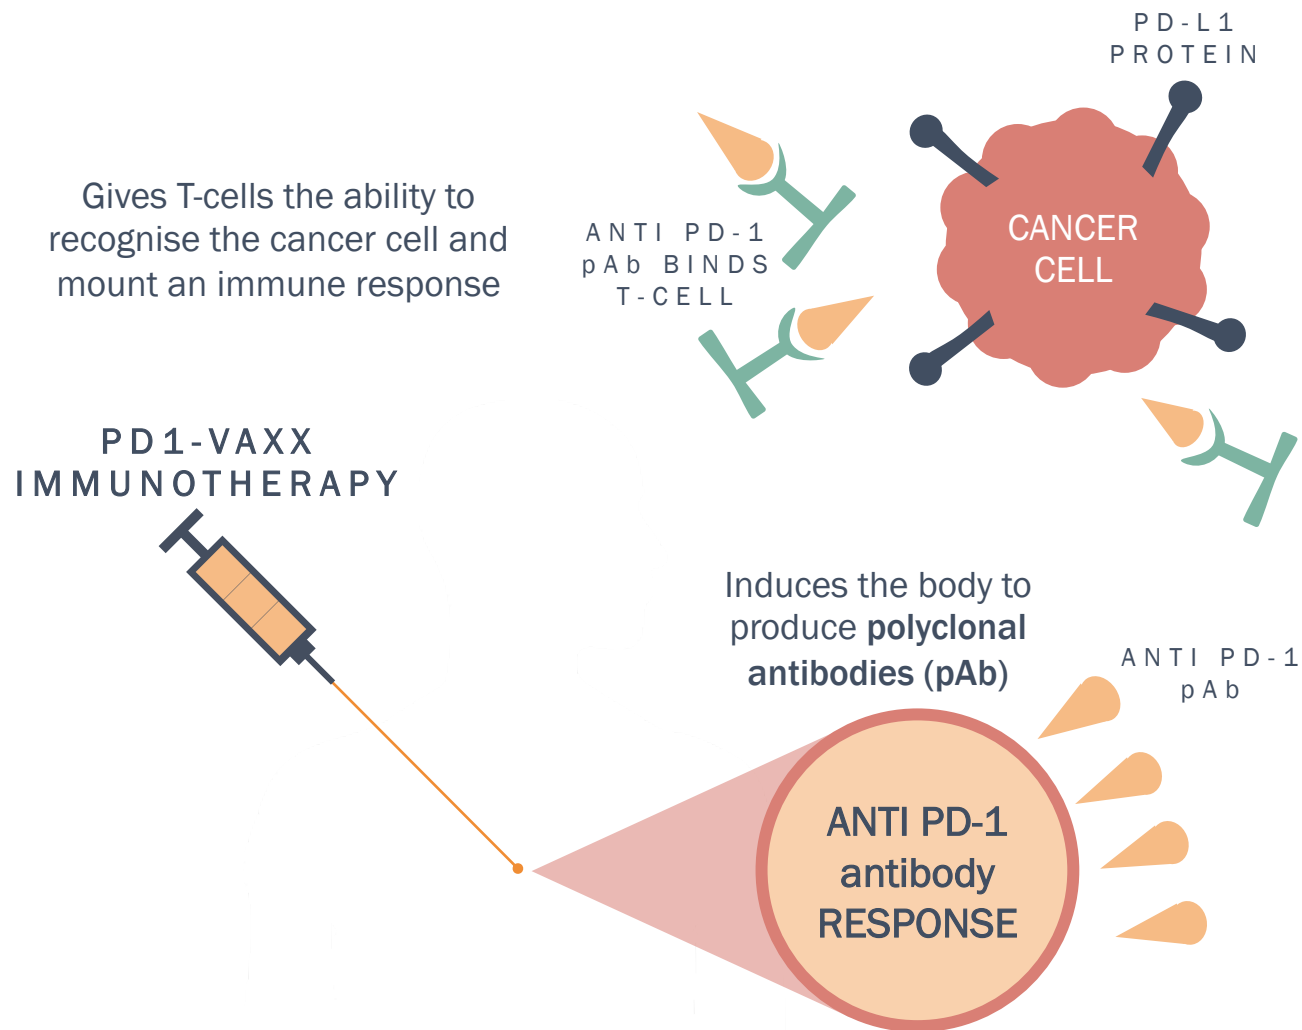 PD-L1
PROTEIN
Gives T-cells the ability to
recognise the cancer cell and
mount an immune response
ANTI PD-1
pAb BINDS
T-CELL
CANCER
CELL
PD1-VAXX
IMMUNOTHERAPY
Induces the body to
produce polyclonal
antibodies (pAb)
ANTI PD-1
pAb
ANTI PD-1
antibody
RESPONSE